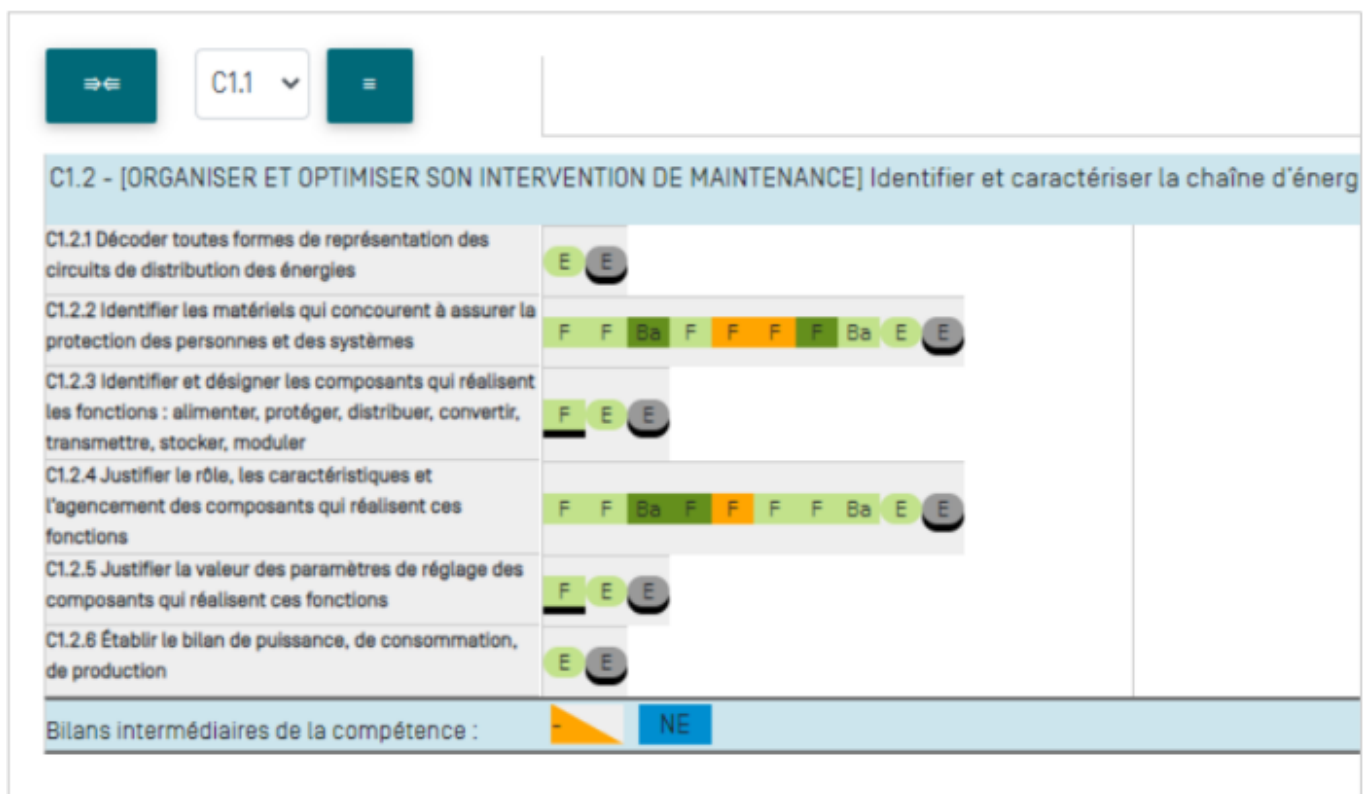 ⇛⇚ C1.1 ≡
C1.2 - [ORGANISER ET OPTIMISER SON INTERVENTION DE MAINTENANCE] Identifier et caractériser la chaîne d'énerg
C1.2.1 Décoder toutes formes de représentation des
circuits de distribution des énergies
E E
C1.2.2 Identifier les matériels qui concourent à assurer la
protection des personnes et des systèmes
F F Ba F F F F Ba E E
C1.2.3 Identifier et désigner les composants qui réalisent
les fonctions : alimenter, protéger, distribuer, convertir,
transmettre, stocker, moduler
F E E
C1.2.4 Justifier le rôle, les caractéristiques et
l'agencement des composants qui réalisent ces
fonctions
F F Ba F F F F Ba E E
C1.2.5 Justifier la valeur des paramètres de réglage des
composants qui réalisent ces fonctions
F E E
C1.2.6 Établir le bilan de puissance, de consommation,
de production
E E
Bilans intermédiaires de la compétence : - NE